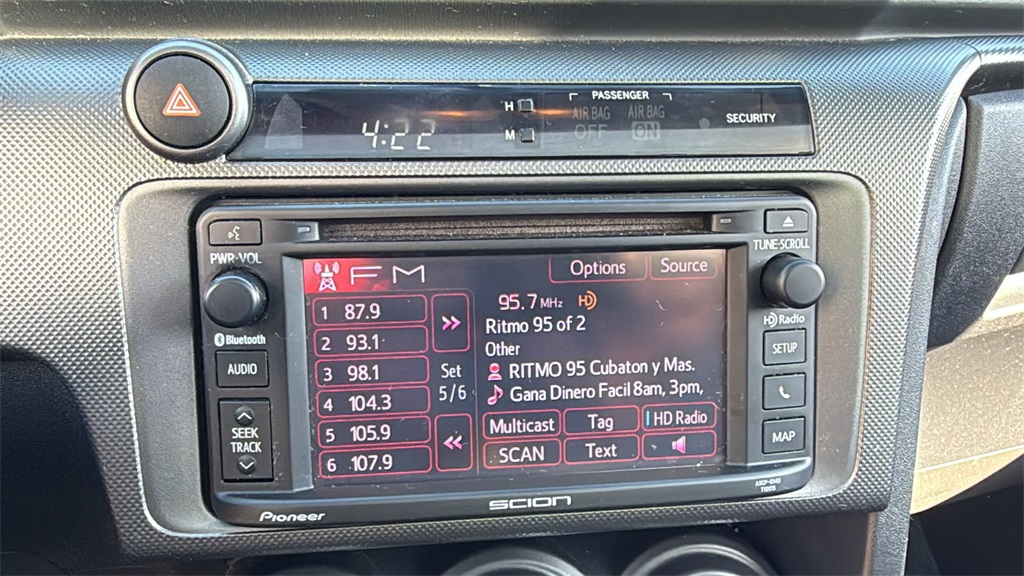 H
PASSENGER
AIR BAG OFF
AIR BAG ON
M
4:22
SECURITY
PWR·VOL
TUNE·SCROLL
FM
Options
Source
1 87.9
2 93.1
3 98.1
4 104.3
5 105.9
6 107.9
Set
5/6
95.7 MHz HD
Ritmo 95 of 2
Other
RITMO 95 Cubaton y Mas.
Gana Dinero Facil 8am, 3pm,
Multicast
Tag
HD Radio
SCAN
Text
Bluetooth
AUDIO
SEEK
TRACK
HD Radio
SETUP
MAP
Pioneer
SCION